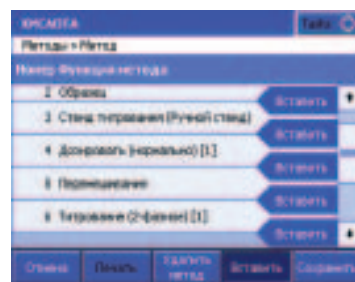 Методы > Метод
Номер Функция метода
2 Образец
Вставить
3 Стенд титрования (Ручной стенд)
Вставить
4 Дозировать (нормально) [1]
Вставить
5 Перемешивание
Вставить
6 Титрование (2-фазное) [1]
Вставить
Отмена Печать Удалить метод Вставить Сохранить